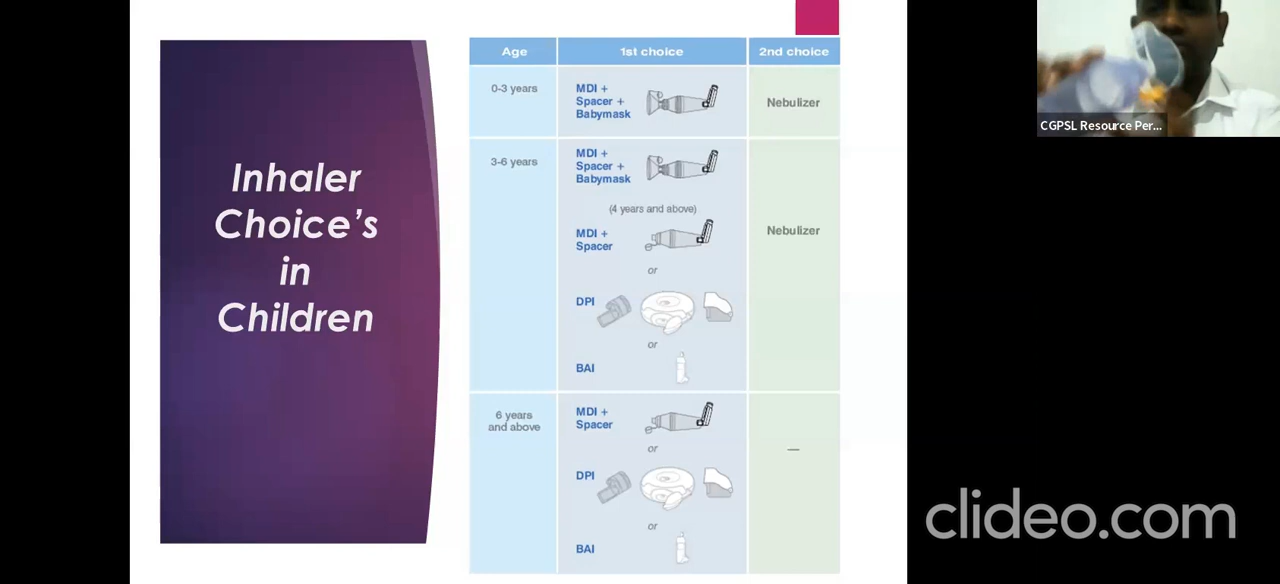 Inhaler
Choice’s
in
Children
Age
1st choice
2nd choice
0-3 years
MDI +
Spacer +
Babymask
Nebulizer
3-6 years
MDI +
Spacer +
Babymask
(4 years and above)
MDI +
Spacer
or
DPI
or
BAI
Nebulizer
6 years
and above
MDI +
Spacer
or
DPI
or
BAI
—
CGPSL Resource Per...
clideo.com